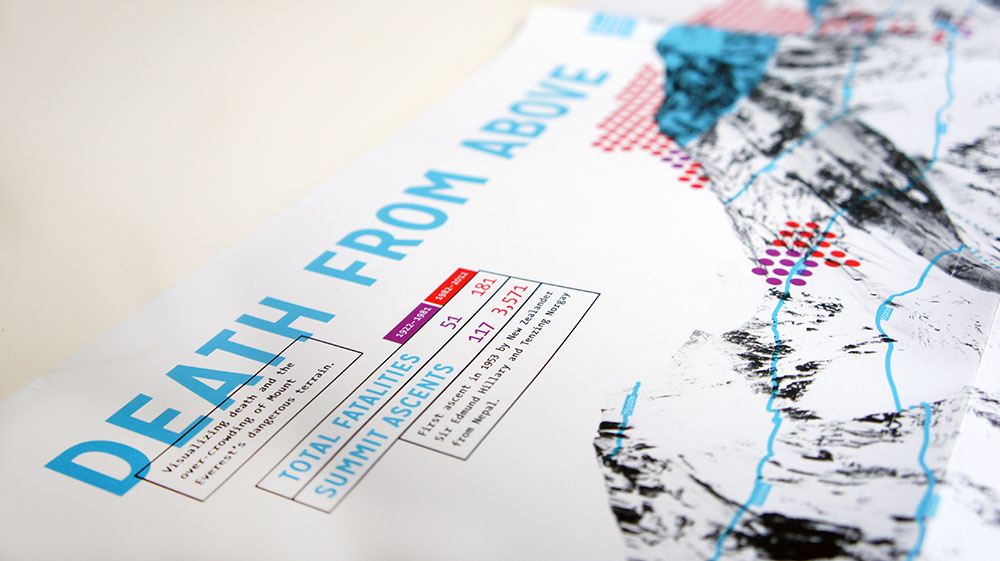 DEATH FROM ABOVE
Visualizing death and the
over-crowding of Mount
Everest's dangerous terrain.
1922-1981 1982-2012
TOTAL FATALITIES 51 181
SUMMIT ASCENTS 117 3,571
First ascent in 1953 by New Zealander
Sir Edmund Hillary and Tenzing Norgay
from Nepal.